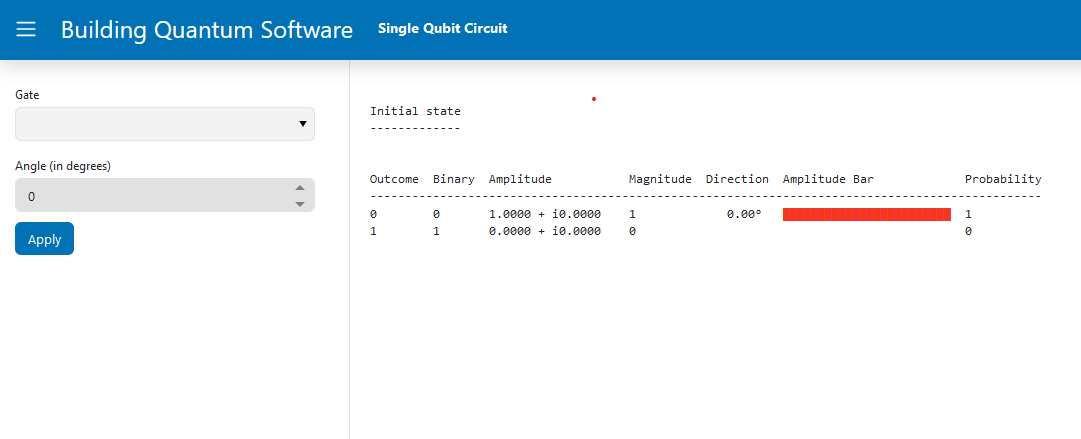 Building Quantum Software Single Qubit Circuit
Gate
Angle (in degrees)
0
Apply
Initial state
-------------
Outcome  Binary  Amplitude           Magnitude  Direction  Amplitude Bar             Probability
------------------------------------------------------------------------------------------------
0        0       1.0000 + i0.0000    1             0.00°                             1
1        1       0.0000 + i0.0000    0                                               0